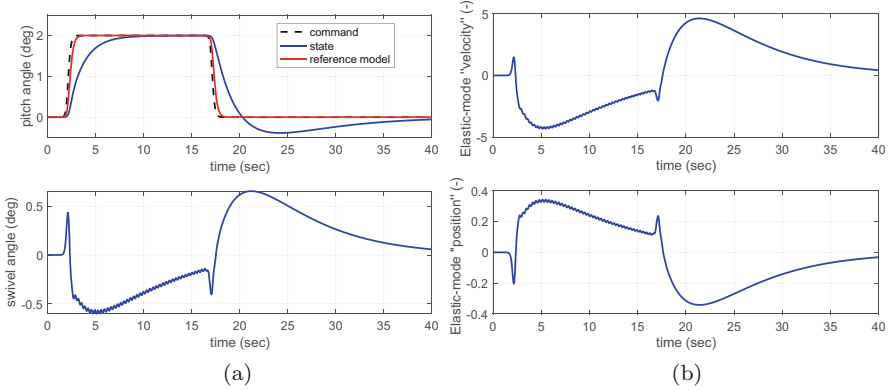 pitch angle (deg)
2
1
0
command
state
reference model
0 5 10 15 20 25 30 35 40
time (sec)
swivel angle (deg)
0.5
0
-0.5
0 5 10 15 20 25 30 35 40
time (sec)
(a)
Elastic-mode "velocity" (-)
5
0
-5
0 5 10 15 20 25 30 35 40
time (sec)
Elastic-mode "position" (-)
0.4
0.2
0
-0.2
-0.4
0 5 10 15 20 25 30 35 40
time (sec)
(b)